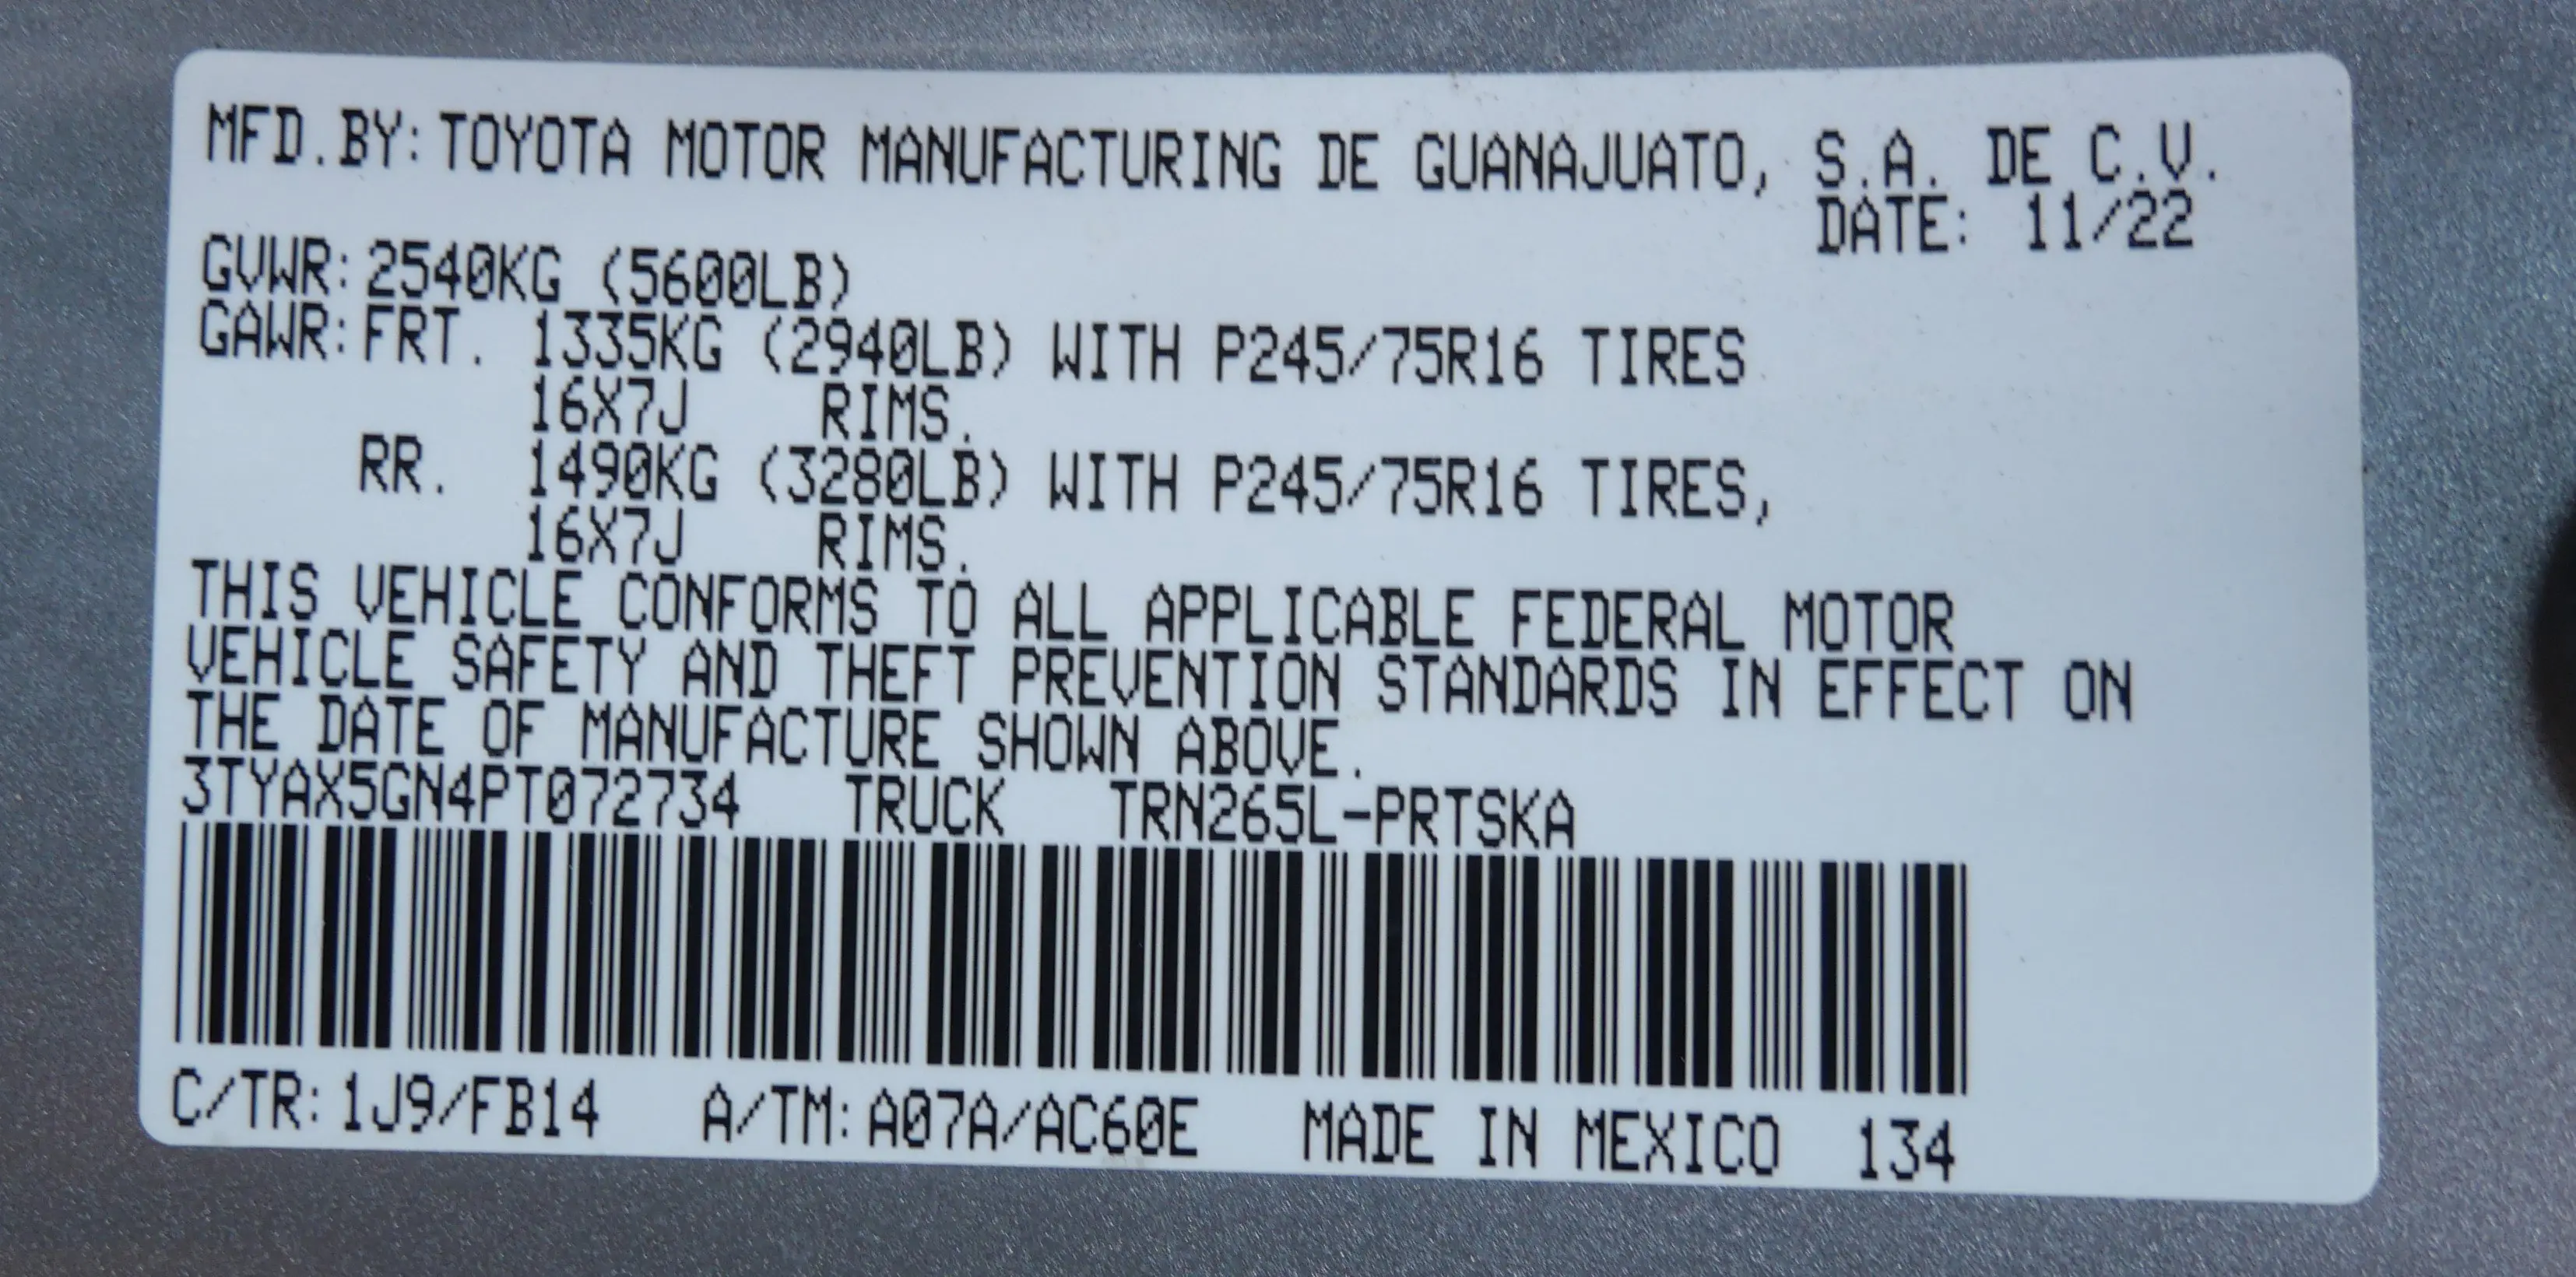 MFD.BY: TOYOTA MOTOR MANUFACTURING DE GUANAJUATO, S.A. DE C.V.
DATE: 11/22
GVWR: 2540KG (5600LB)
GAWR: FRT. 1335KG (2940LB) WITH P245/75R16 TIRES
16X7J RIMS.
RR. 1490KG (3280LB) WITH P245/75R16 TIRES,
16X7J RIMS.
THIS VEHICLE CONFORMS TO ALL APPLICABLE FEDERAL MOTOR
VEHICLE SAFETY AND THEFT PREVENTION STANDARDS IN EFFECT ON
THE DATE OF MANUFACTURE SHOWN ABOVE.
3TYAX5GN4PT072734 TRUCK TRN265L-PRTSKA
C/TR: 1J9/FB14 A/TM: A07A/AC60E MADE IN MEXICO 134